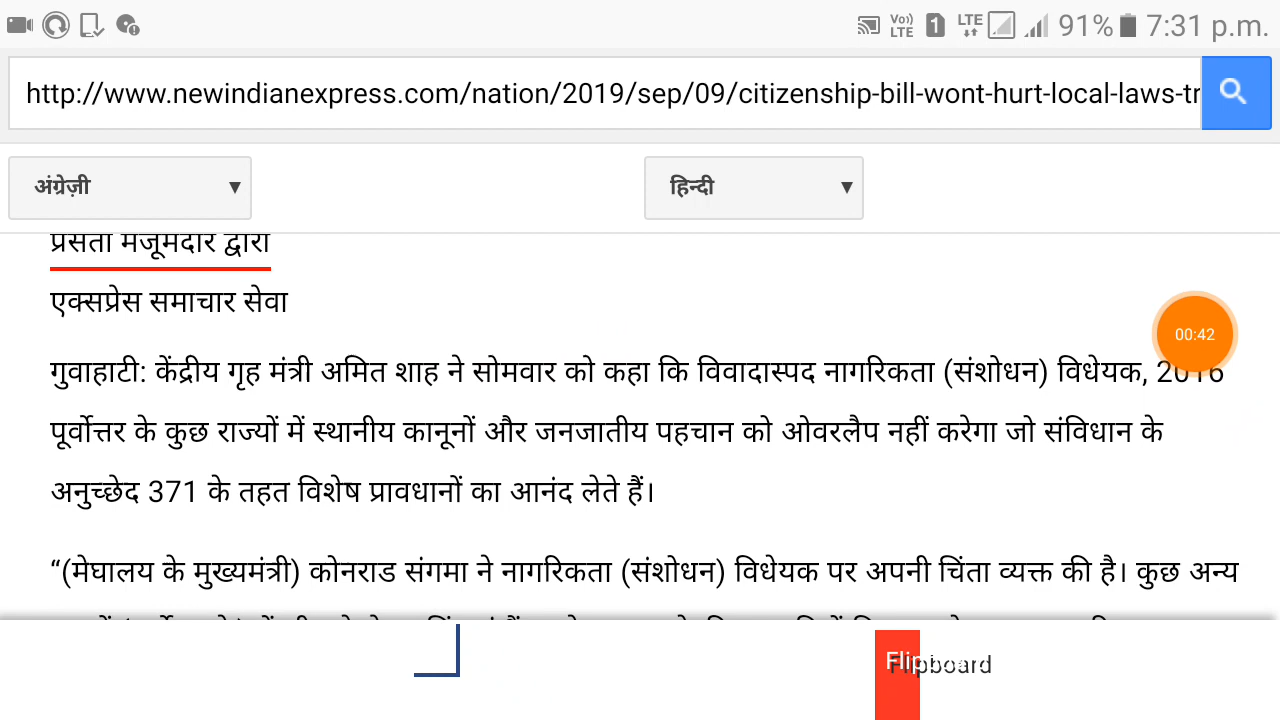 91% 7:31 p.m.
http://www.newindianexpress.com/nation/2019/sep/09/citizenship-bill-wont-hurt-local-laws-tr
अंग्रेज़ी ▼ हिन्दी ▼
मजूमदार द्वारा
एक्सप्रेस समाचार सेवा
00:42
गुवाहाटी: केंद्रीय गृह मंत्री अमित शाह ने सोमवार को कहा कि विवादास्पद नागरिकता (संशोधन) विधेयक, 2016
पूर्वोत्तर के कुछ राज्यों में स्थानीय कानूनों और जनजातीय पहचान को ओवरलैप नहीं करेगा जो संविधान के
अनुच्छेद 371 के तहत विशेष प्रावधानों का आनंद लेते हैं।
“(मेघालय के मुख्यमंत्री) कोनराड संगमा ने नागरिकता (संशोधन) विधेयक पर अपनी चिंता व्यक्त की है। कुछ अन्य
Flipboard